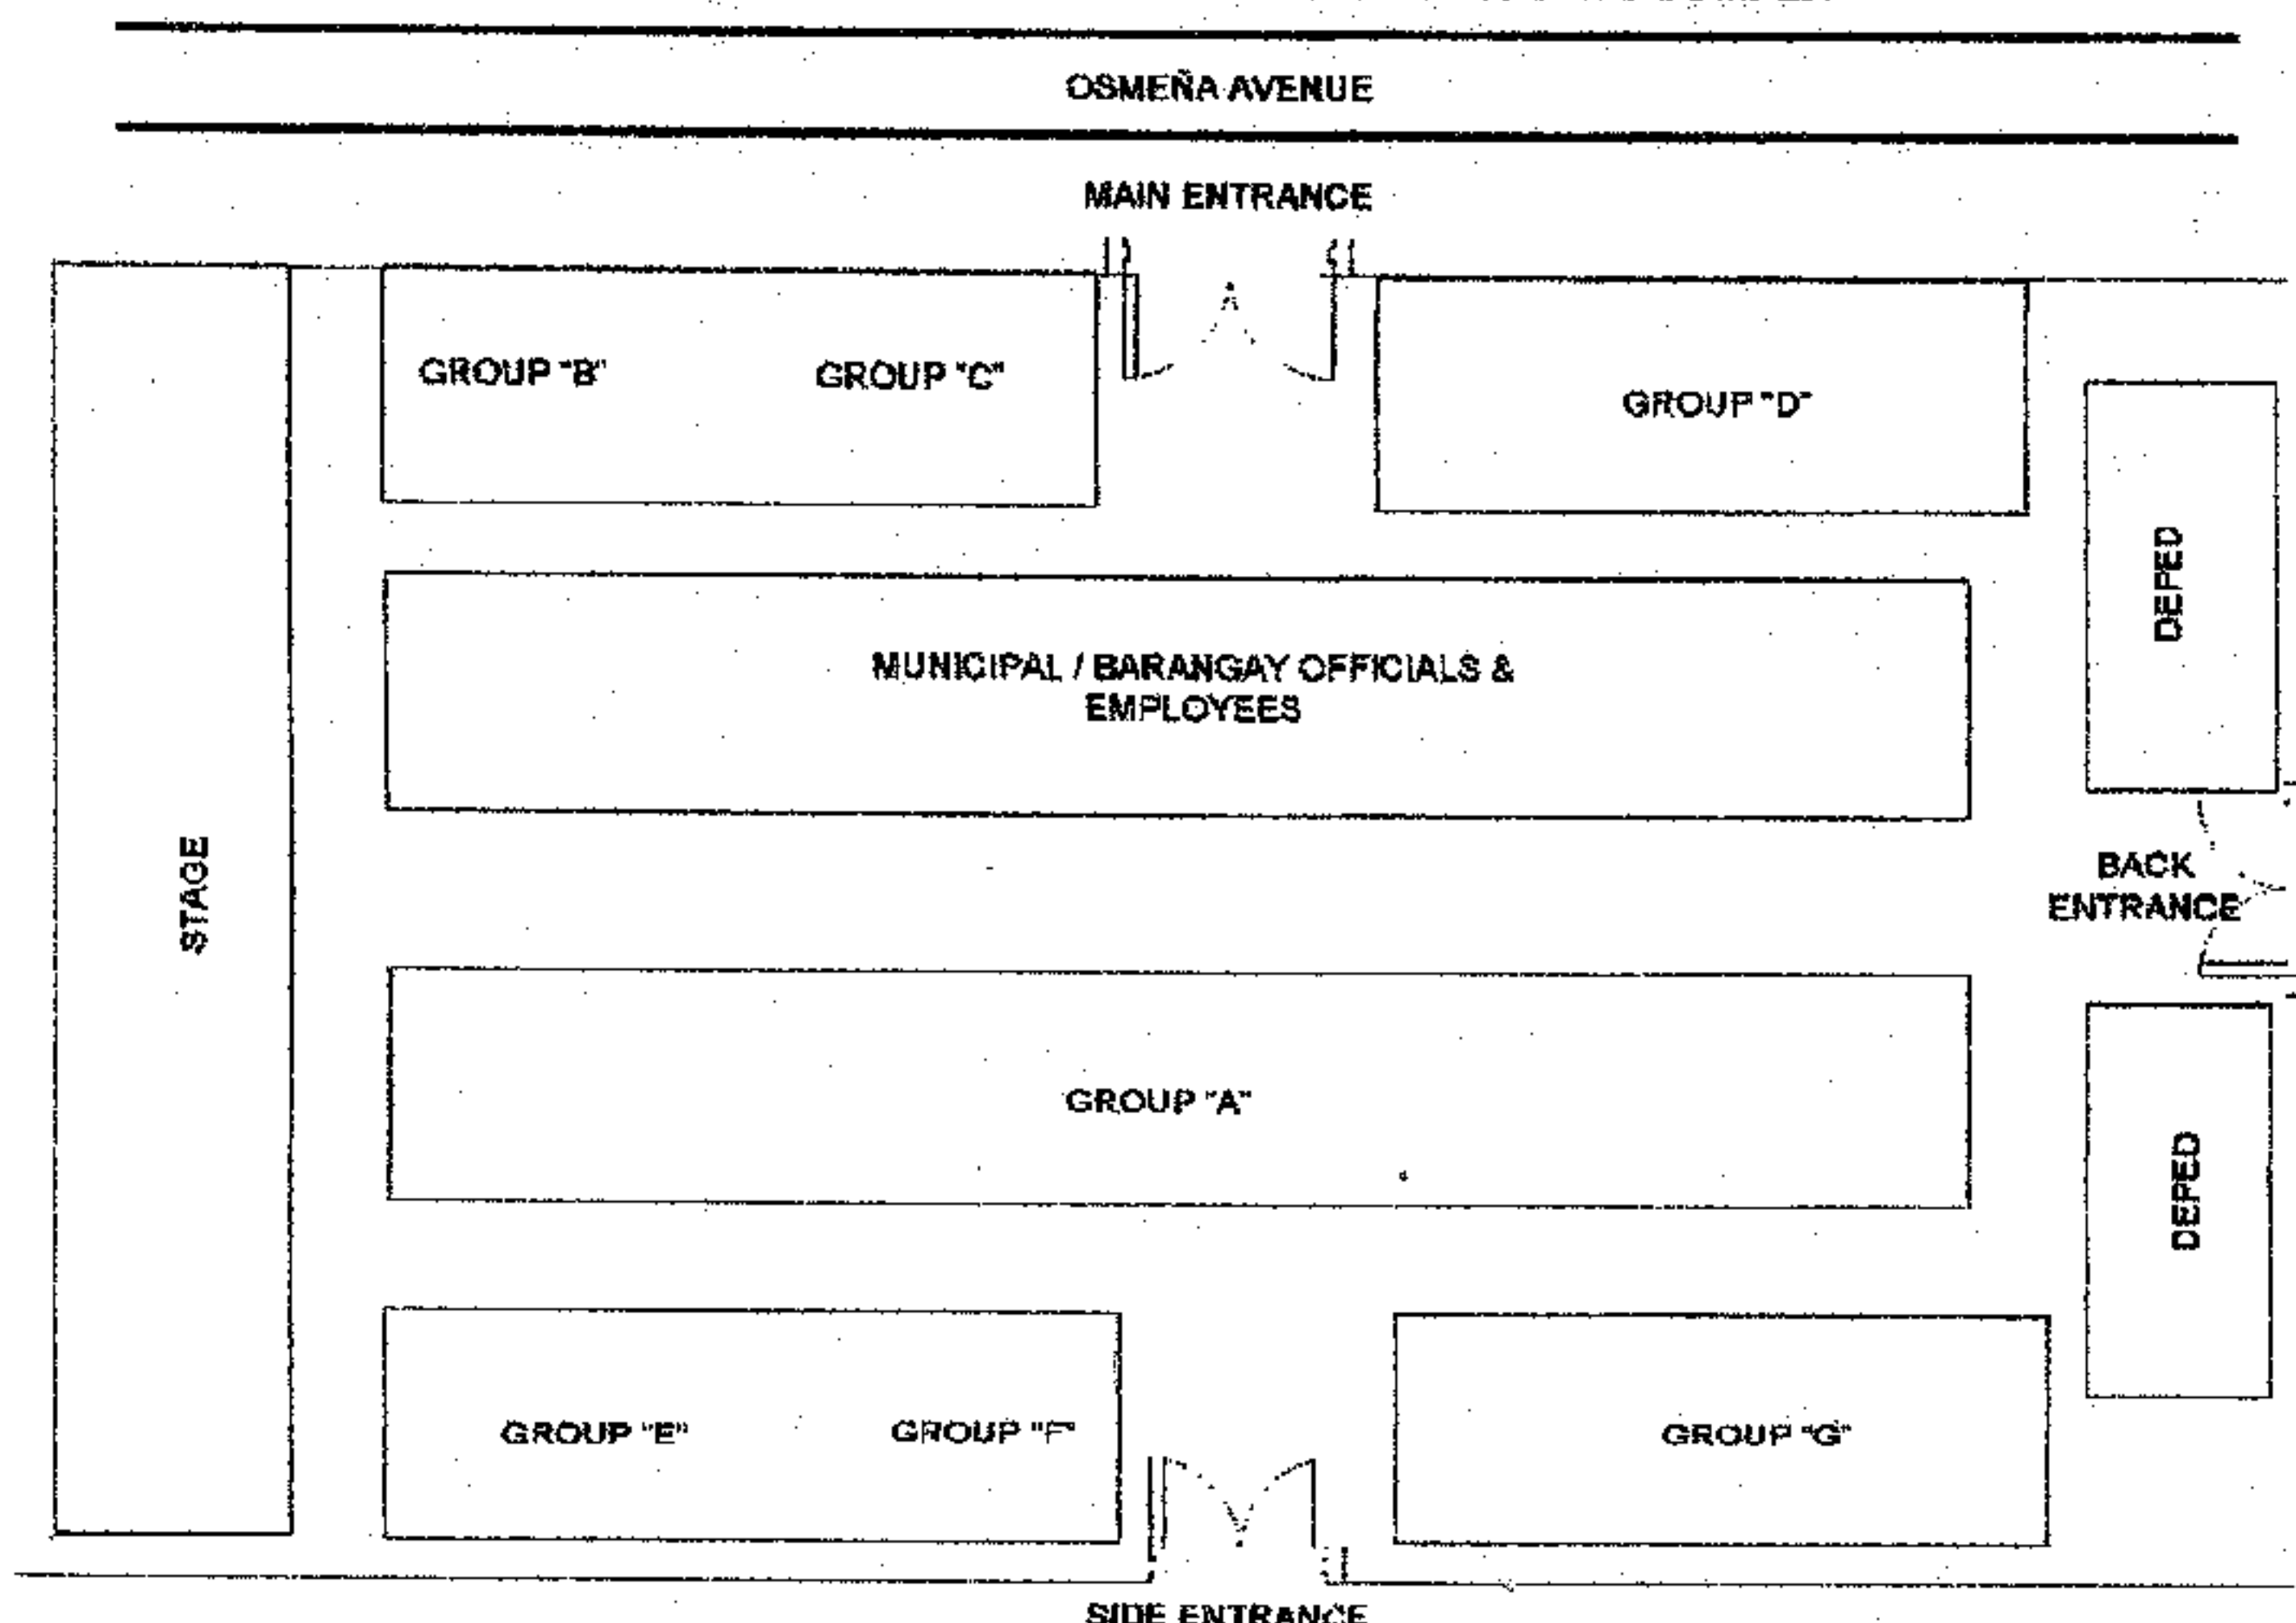 OSMEÑA AVENUE
MAIN ENTRANCE
GROUP "B"
GROUP "C"
GROUP "D"
DEPED
MUNICIPAL / BARANGAY OFFICIALS &
EMPLOYEES
STAGE
BACK
ENTRANCE
GROUP "A"
DEPED
GROUP "E"
GROUP "F"
GROUP "G"
SIDE ENTRANCE